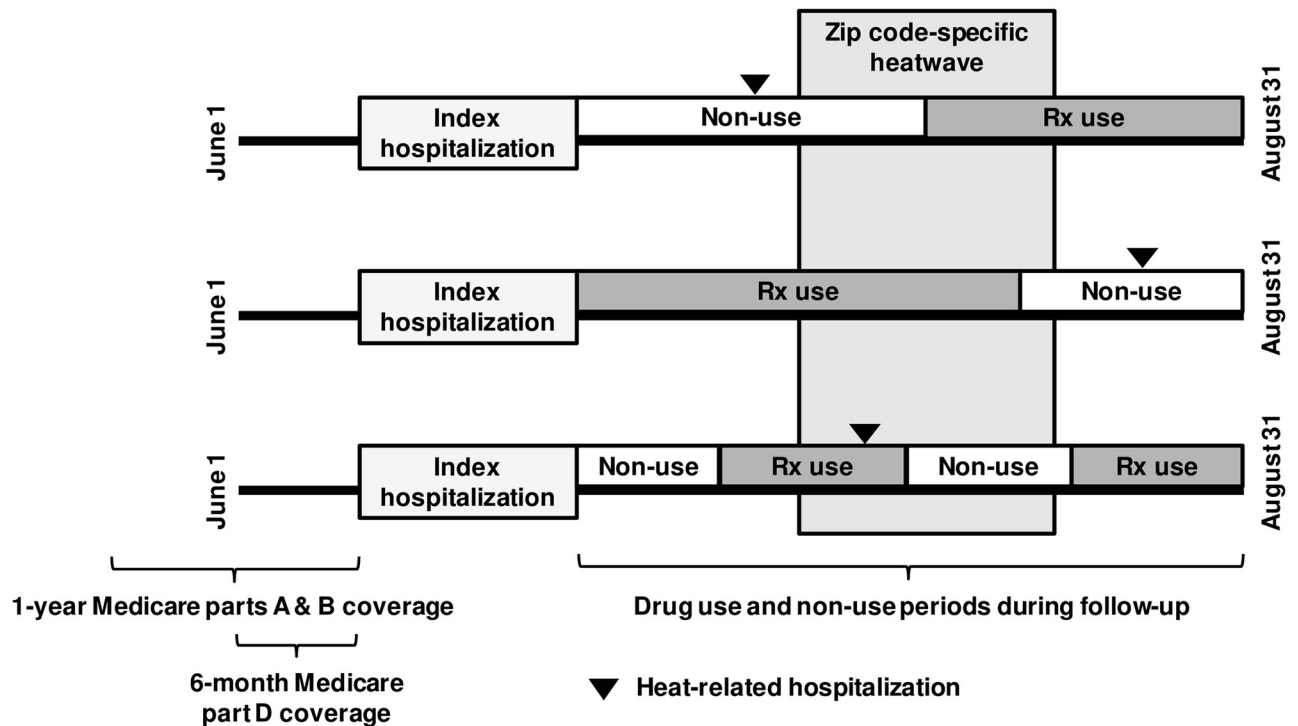 Zip code-specific
heatwave
June 1
Index
hospitalization
Non-use
Rx use
August 31
June 1
Index
hospitalization
Rx use
Non-use
August 31
June 1
Index
hospitalization
Non-use
Rx use
Non-use
Rx use
August 31
1-year Medicare parts A & B coverage
Drug use and non-use periods during follow-up
6-month Medicare
part D coverage
Heat-related hospitalization